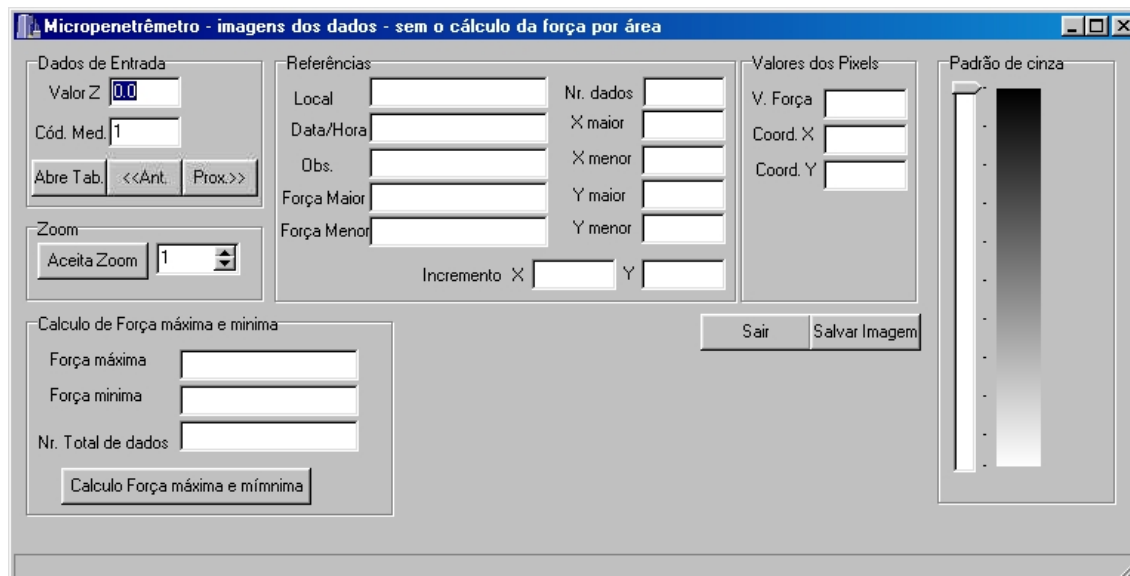 Micropenetrêmetro - imagens dos dados - sem o cálculo da força por área
Dados de Entrada
Valor Z 0.0
Cód. Med. 1
Abre Tab. <<Ant. Prox.>>
Zoom
Aceita Zoom 1
Referências
Local
Data/Hora
Obs.
Força Maior
Força Menor
Nr. dados
X maior
X menor
Y maior
Y menor
Incremento X Y
Valores dos Pixels
V. Força
Coord. X
Coord. Y
Padrão de cinza
Sair Salvar Imagem
Calculo de Força máxima e minima
Força máxima
Força minima
Nr. Total de dados
Calculo Força máxima e mímnima